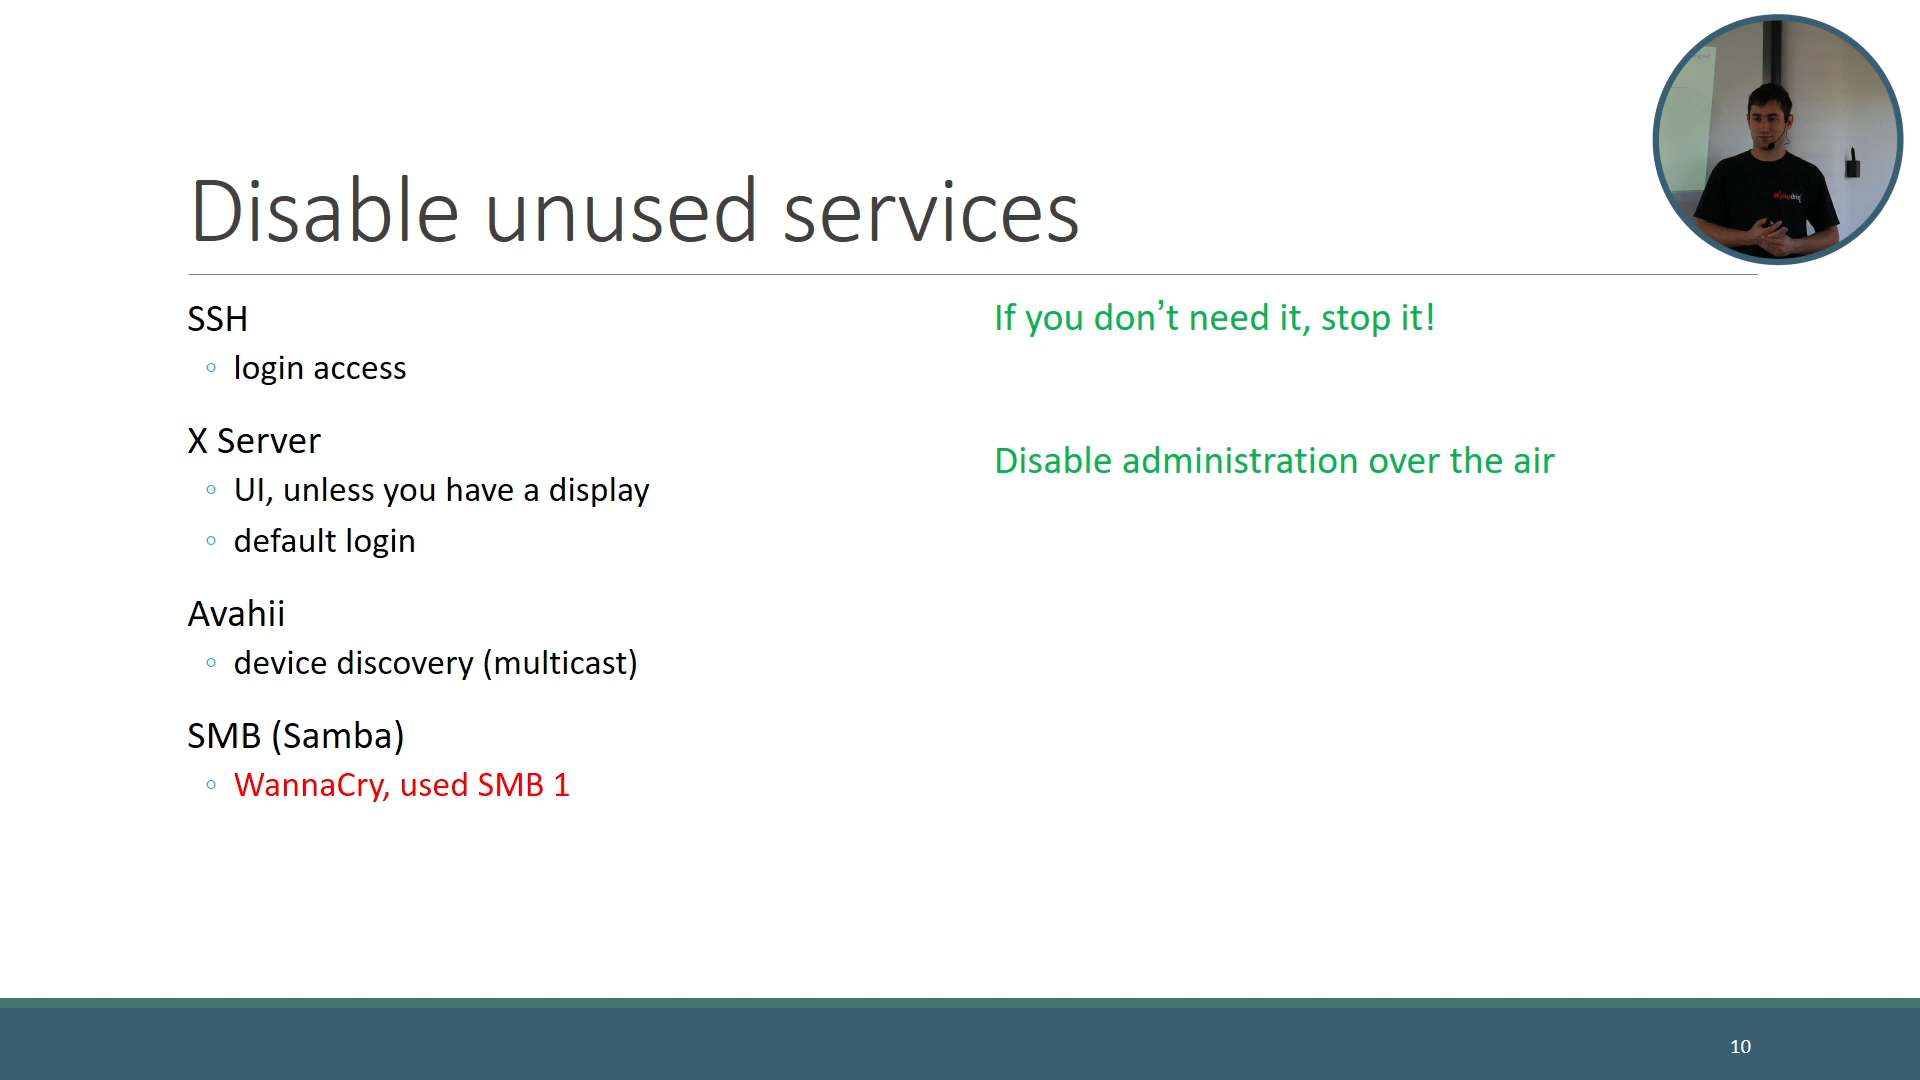 Disable unused services
SSH
◦ login access
X Server
◦ UI, unless you have a display
◦ default login
Avahii
◦ device discovery (multicast)
SMB (Samba)
◦ WannaCry, used SMB 1
If you don’t need it, stop it!
Disable administration over the air
10